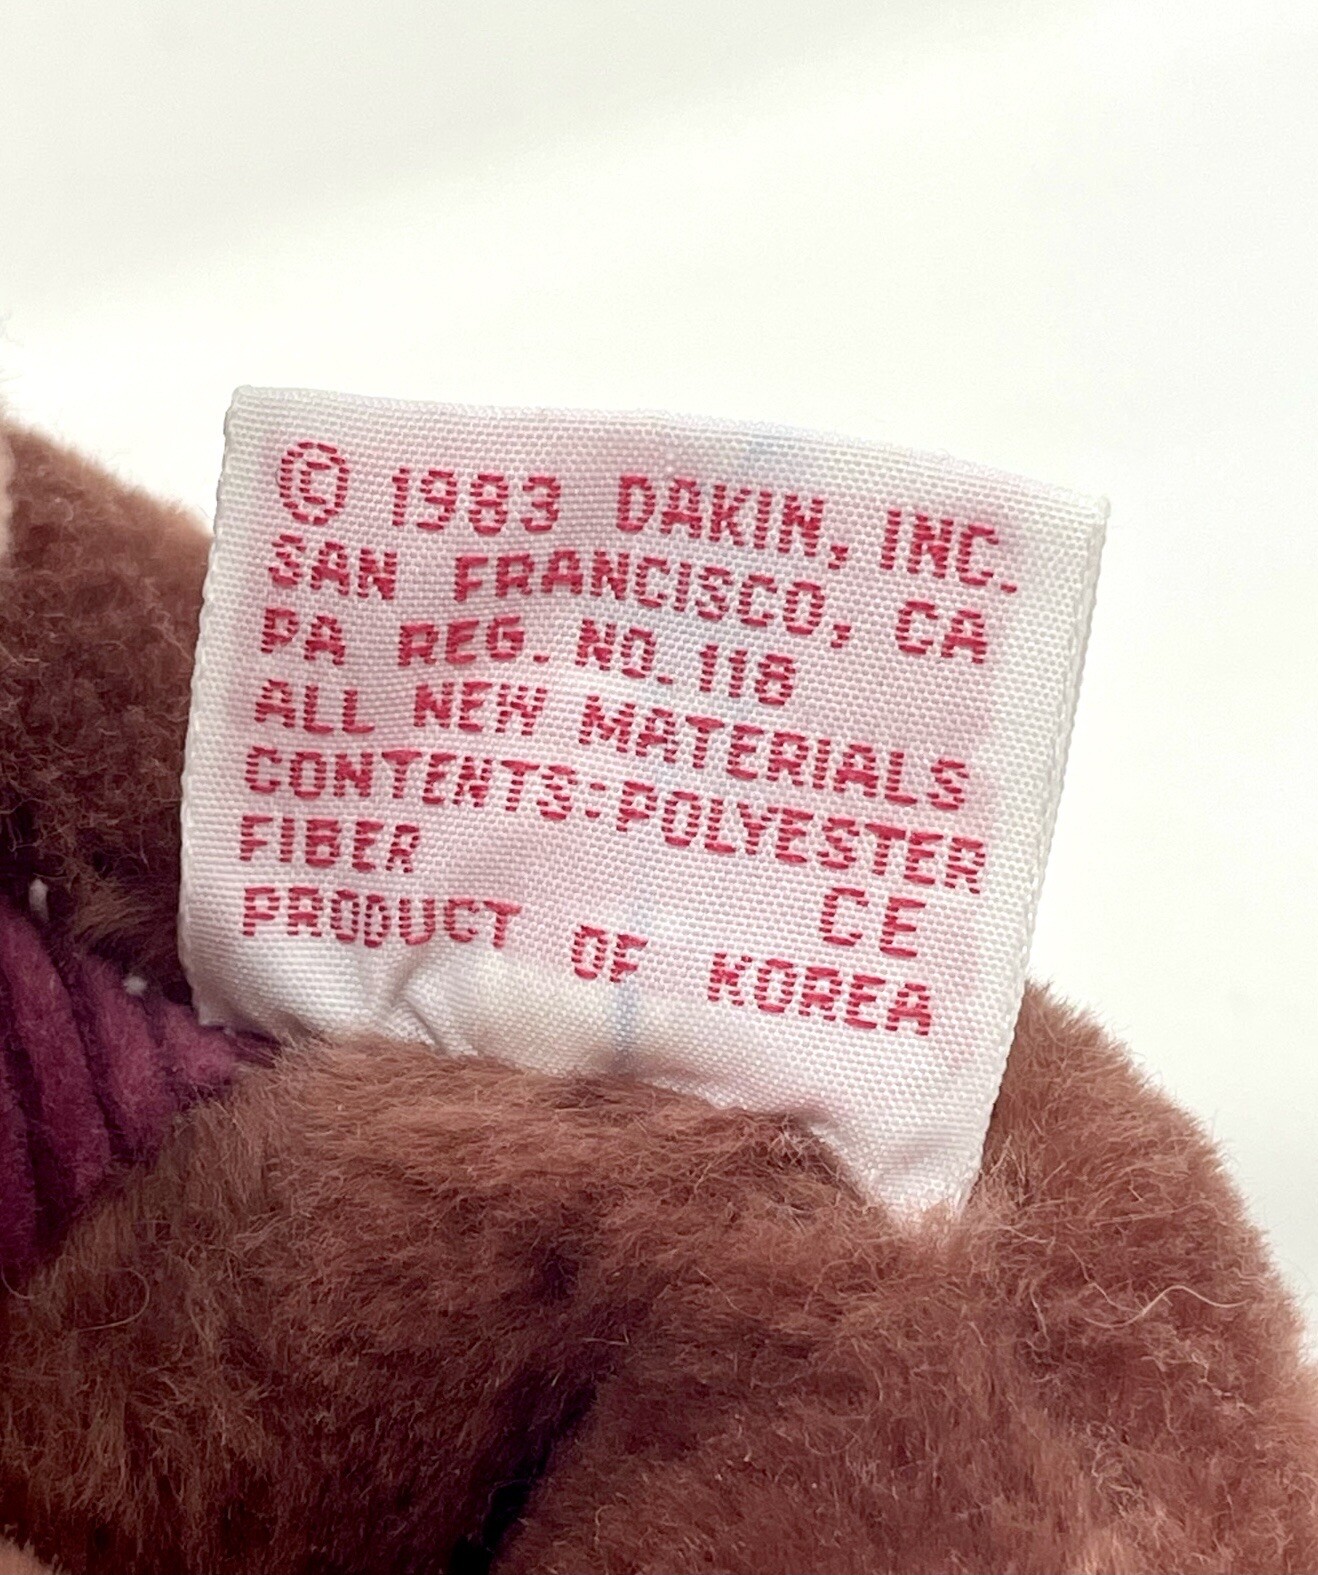 © 1983 DAKIN, INC.
SAN FRANCISCO, CA
PA REG. NO. 118
ALL NEW MATERIALS
CONTENTS:POLYESTER
FIBER CE
PRODUCT OF KOREA